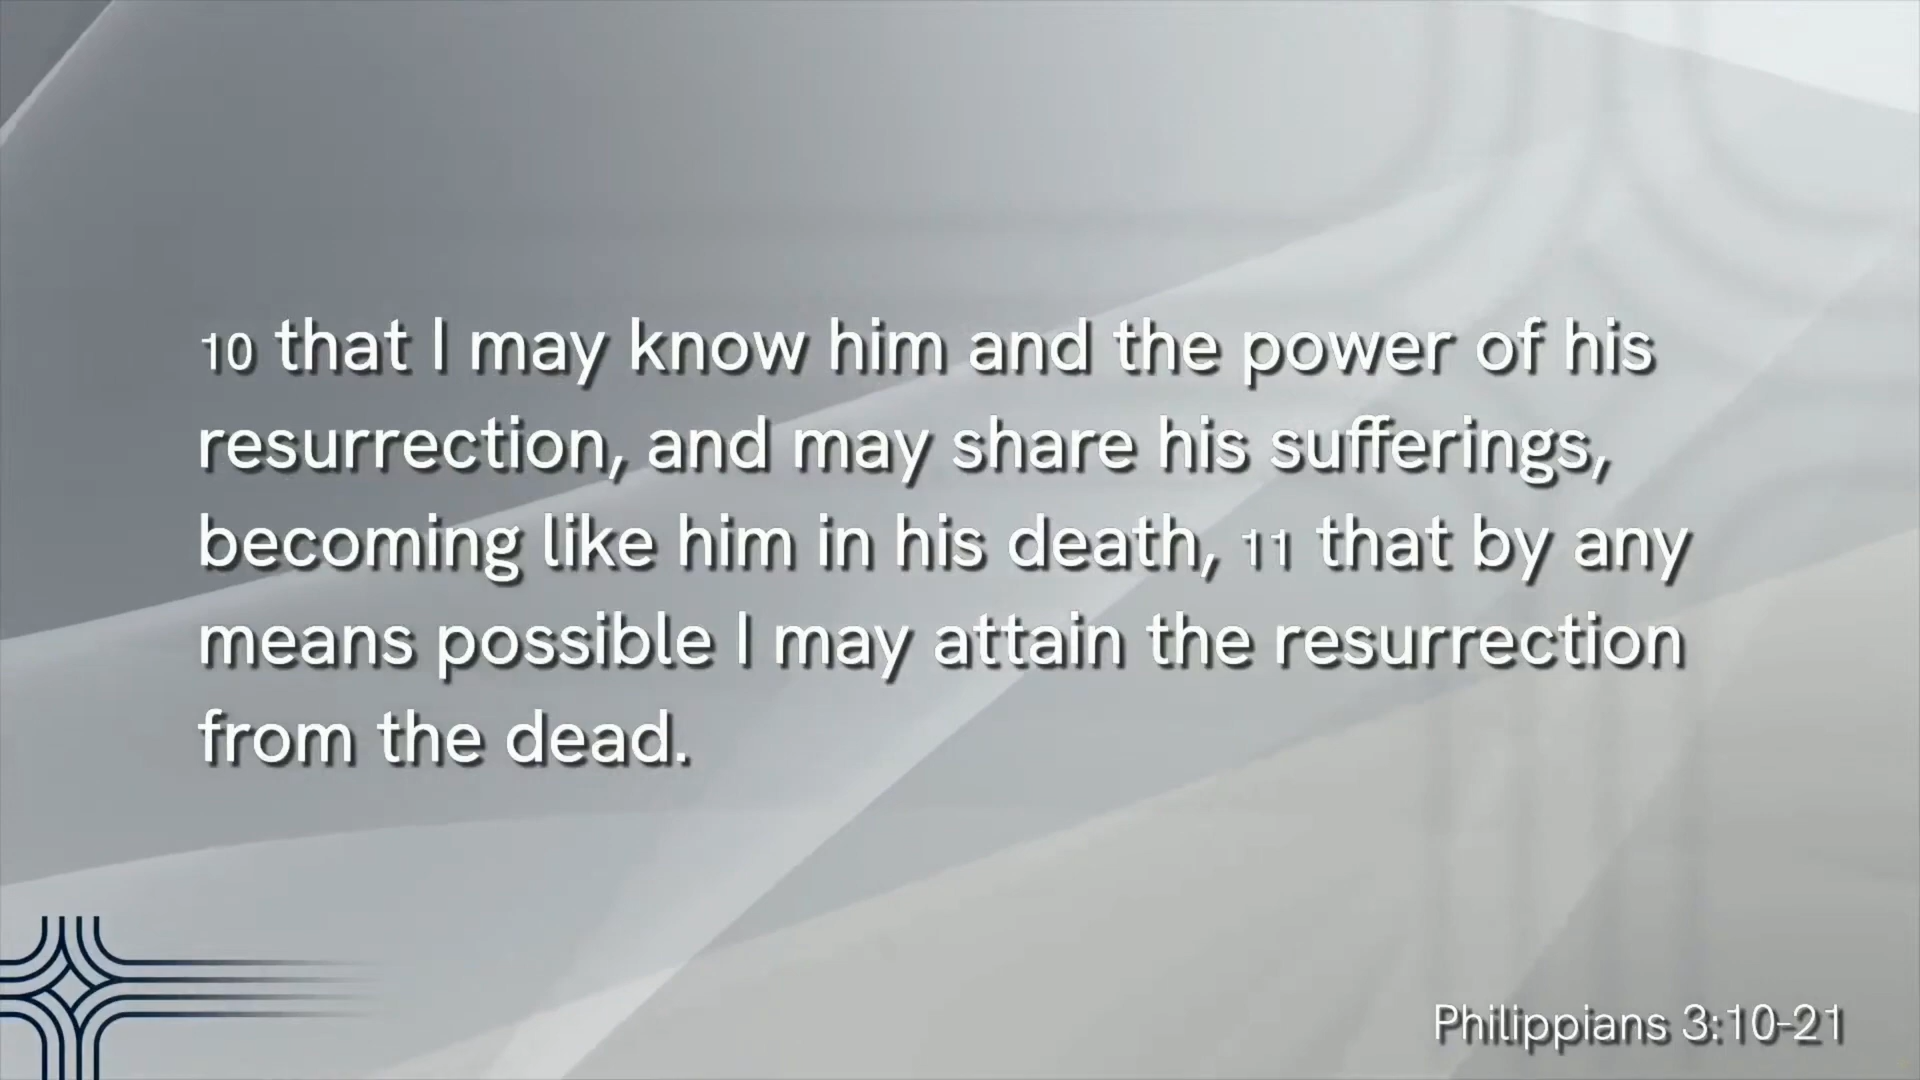 10 that I may know him and the power of his
resurrection, and may share his sufferings,
becoming like him in his death, 11 that by any
means possible I may attain the resurrection
from the dead.
Philippians 3:10-21